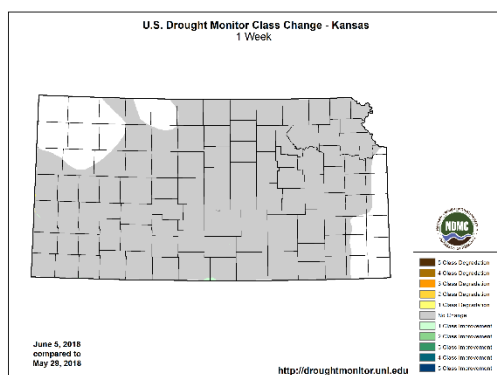 U.S. Drought Monitor Class Change - Kansas
1 Week
NDMC
5 Class Degradation
4 Class Degradation
3 Class Degradation
2 Class Degradation
1 Class Degradation
No Change
1 Class Improvement
2 Class Improvement
3 Class Improvement
4 Class Improvement
5 Class Improvement
June 5, 2018
compared to
May 29, 2018
http://droughtmonitor.unl.edu